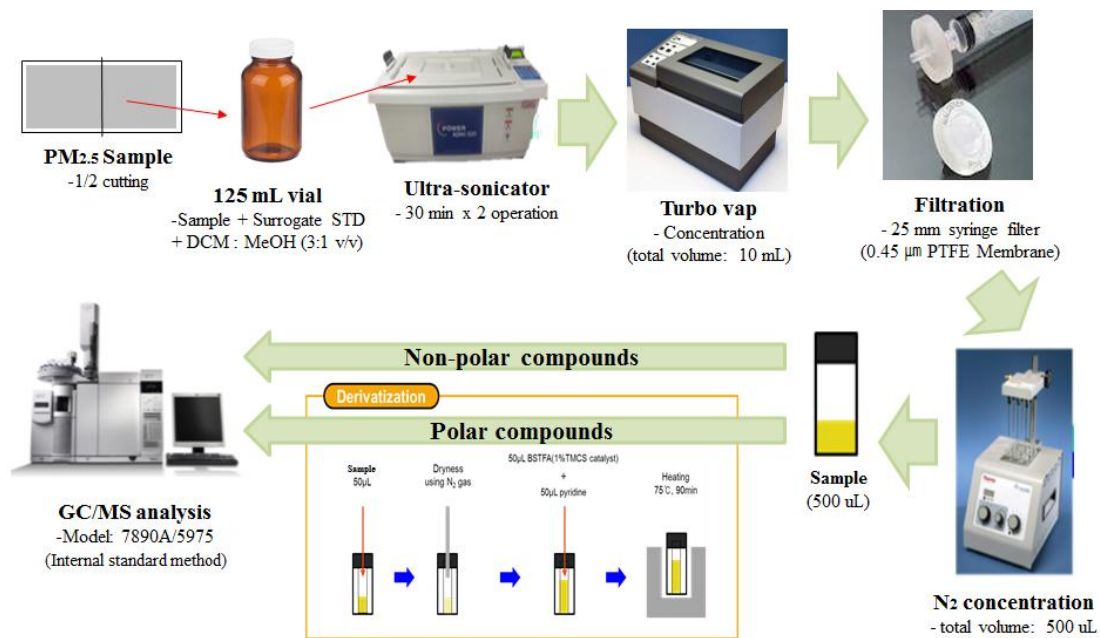 PM2.5 Sample
-1/2 cutting
125 mL vial
-Sample + Surrogate STD
+ DCM : MeOH (3:1 v/v)
POWER
Ultra-sonicator
- 30 min x 2 operation
Turbo vap
- Concentration
(total volume: 10 mL)
Filtration
- 25 mm syringe filter
(0.45 ㎛ PTFE Membrane)
Non-polar compounds
Derivatization
Polar compounds
Sample
50μL
Dryness
using N2 gas
50μL BSTFA(1%TMCS catalyst)
+
50μL pyridine
Heating
75℃, 90min
GC/MS analysis
-Model: 7890A/5975
(Internal standard method)
Sample
(500 uL)
N2 concentration
- total volume: 500 uL